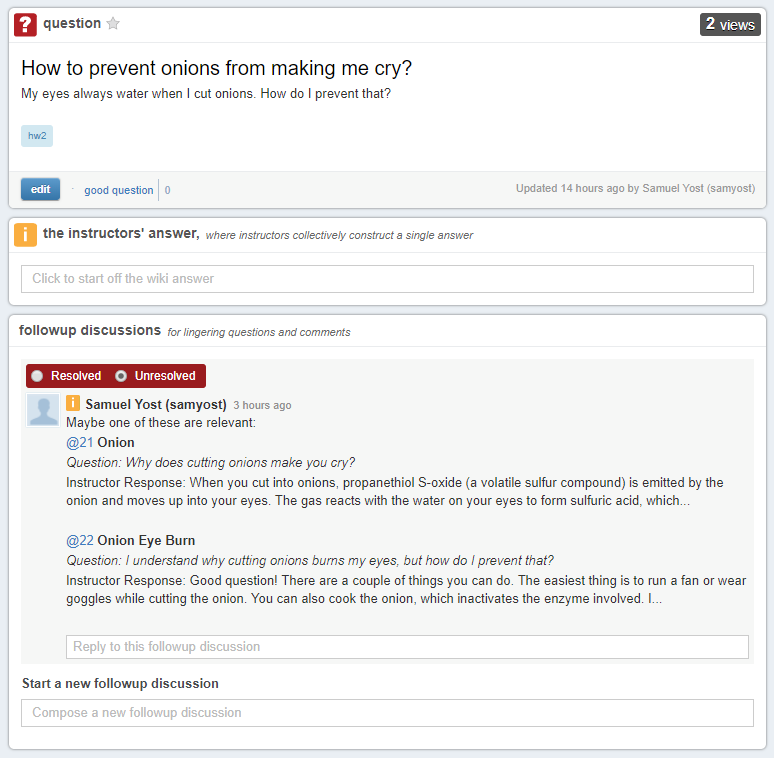 question
2 views
How to prevent onions from making me cry?
My eyes always water when I cut onions. How do I prevent that?
hw2
edit · good question 0
Updated 14 hours ago by Samuel Yost (samyost)
i the instructors' answer, where instructors collectively construct a single answer
Click to start off the wiki answer
followup discussions for lingering questions and comments
Resolved Unresolved
i Samuel Yost (samyost) 3 hours ago
Maybe one of these are relevant:
@21 Onion
Question: Why does cutting onions make you cry?
Instructor Response: When you cut into onions, propanethiol S-oxide (a volatile sulfur compound) is emitted by the
onion and moves up into your eyes. The gas reacts with the water on your eyes to form sulfuric acid, which...
@22 Onion Eye Burn
Question: I understand why cutting onions burns my eyes, but how do I prevent that?
Instructor Response: Good question! There are a couple of things you can do. The easiest thing is to run a fan or wear
goggles while cutting the onion. You can also cook the onion, which inactivates the enzyme involved. I...
Reply to this followup discussion
Start a new followup discussion
Compose a new followup discussion